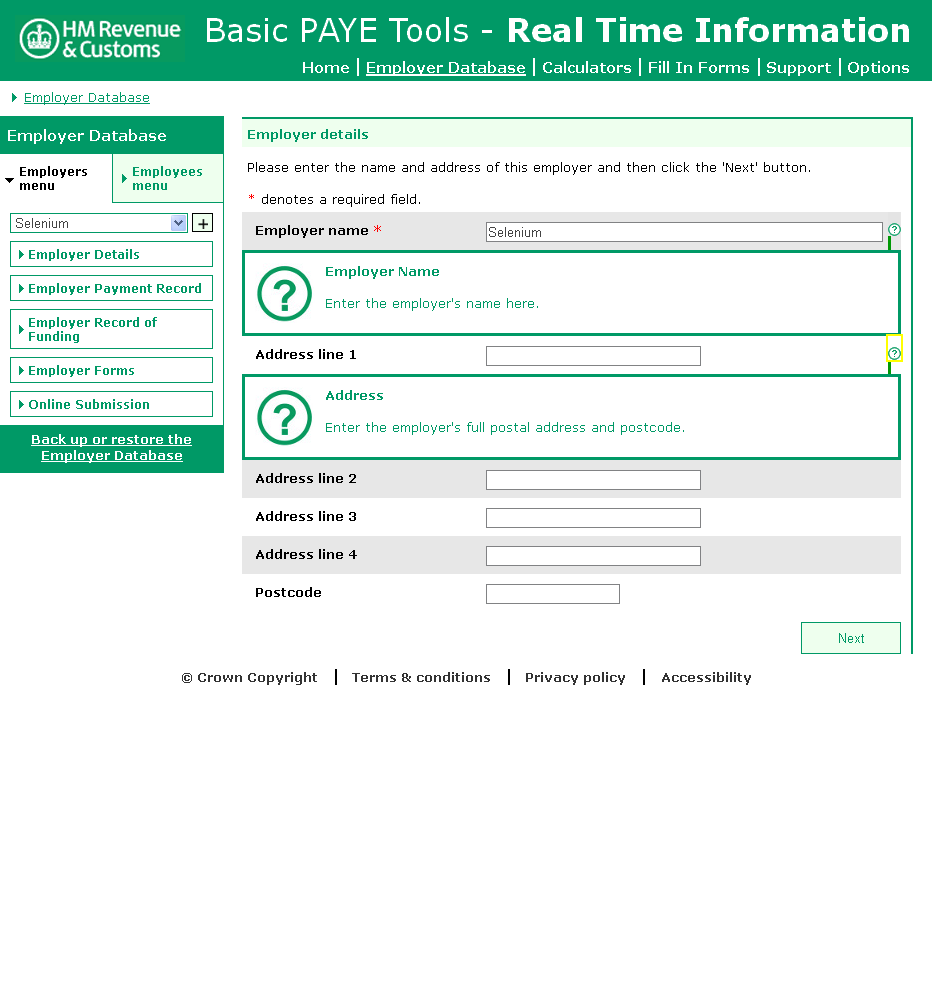 HM Revenue
& Customs
Basic PAYE Tools - Real Time Information
Home | Employer Database | Calculators | Fill In Forms | Support | Options
Employer Database
Employer Database
Employers
menu
Employees
menu
Selenium
+
Employer Details
Employer Payment Record
Employer Record of
Funding
Employer Forms
Online Submission
Back up or restore the
Employer Database
Employer details
Please enter the name and address of this employer and then click the 'Next' button.
* denotes a required field.
Employer name * Selenium ?
? Employer Name
Enter the employer's name here.
Address line 1 ?
? Address
Enter the employer's full postal address and postcode.
Address line 2
Address line 3
Address line 4
Postcode
Next
© Crown Copyright | Terms & conditions | Privacy policy | Accessibility